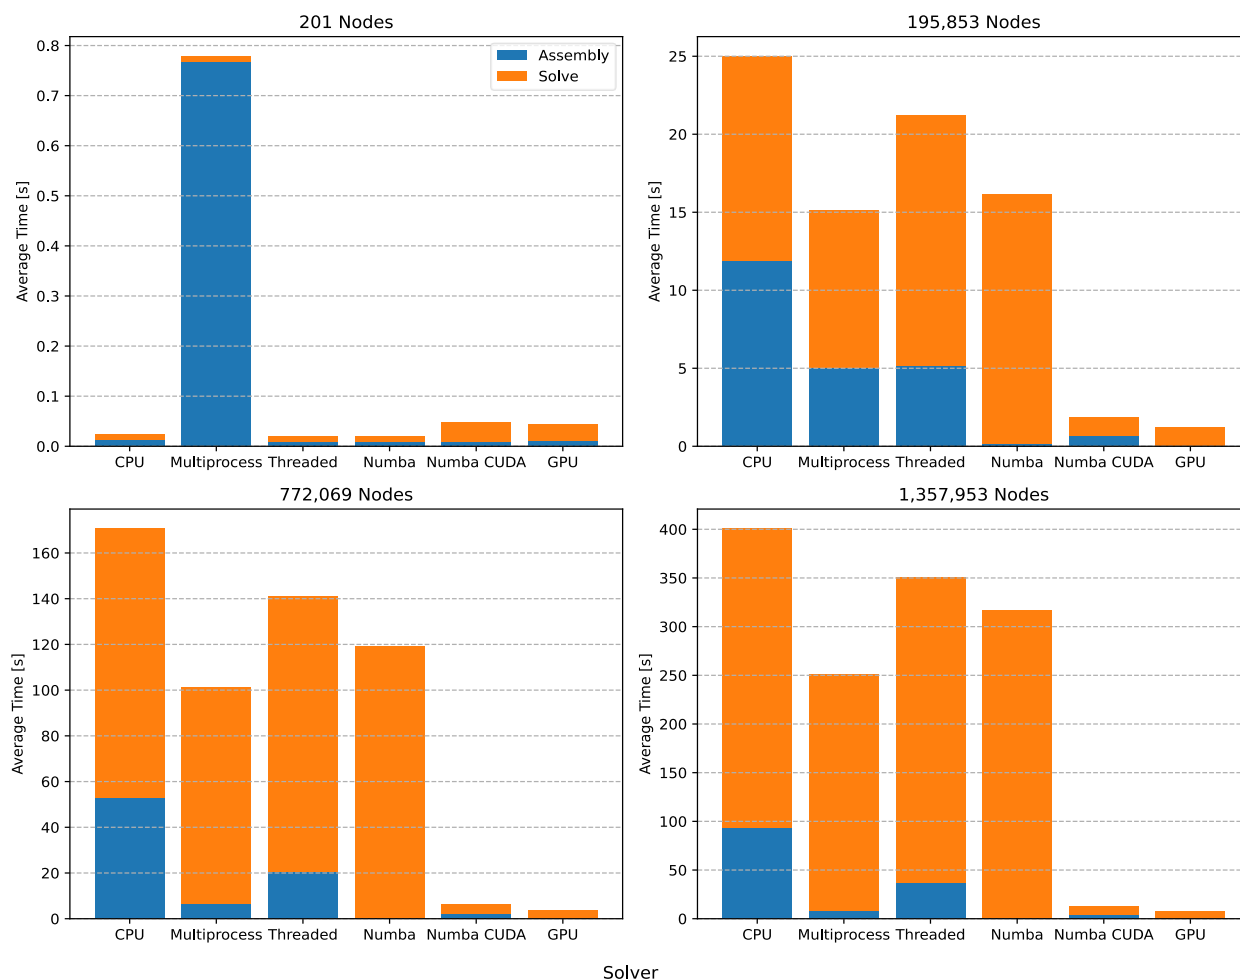 201 Nodes
Average Time [s]
0.8
0.7
0.6
0.5
0.4
0.3
0.2
0.1
0.0
Assembly
Solve
CPU Multiprocess Threaded Numba Numba CUDA GPU
195,853 Nodes
Average Time [s]
25
20
15
10
5
0
CPU Multiprocess Threaded Numba Numba CUDA GPU
772,069 Nodes
Average Time [s]
160
140
120
100
80
60
40
20
0
CPU Multiprocess Threaded Numba Numba CUDA GPU
1,357,953 Nodes
Average Time [s]
400
350
300
250
200
150
100
50
0
CPU Multiprocess Threaded Numba Numba CUDA GPU
Solver